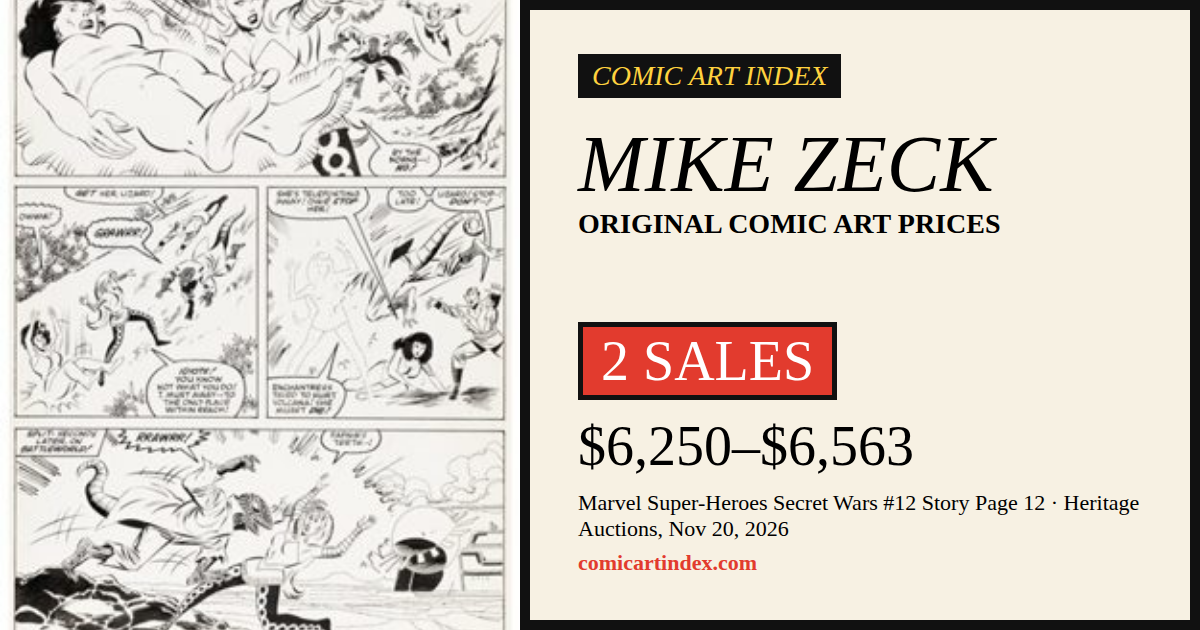 BY THE
NORNS--!
NO!
GET HER, LIZARD!
OWWW!
GRAWRR!
IDIOTS!
YOU KNOW
NOT WHAT YOU DO!
I MUST AWAY--TO
THE ONLY PLACE
WITHIN REACH!
SHE'S TELEPORTING
AWAY! DAVE STOP
HER!
TOO
LATE!
LIZARD! STOP--
DON'T--!
ENCHANTRESS
TRIED TO HURT
VOLCANA! SHE
MUST DIE!
SPLIT-SECONDS
LATER, ON
BATTLEWORLD!
RRAWRR!
TEETH--!
COMIC ART INDEX
MIKE ZECK
ORIGINAL COMIC ART PRICES
2 SALES
$6,250–$6,563
Marvel Super-Heroes Secret Wars #12 Story Page 12 · Heritage
Auctions, Nov 20, 2026
comicartindex.com